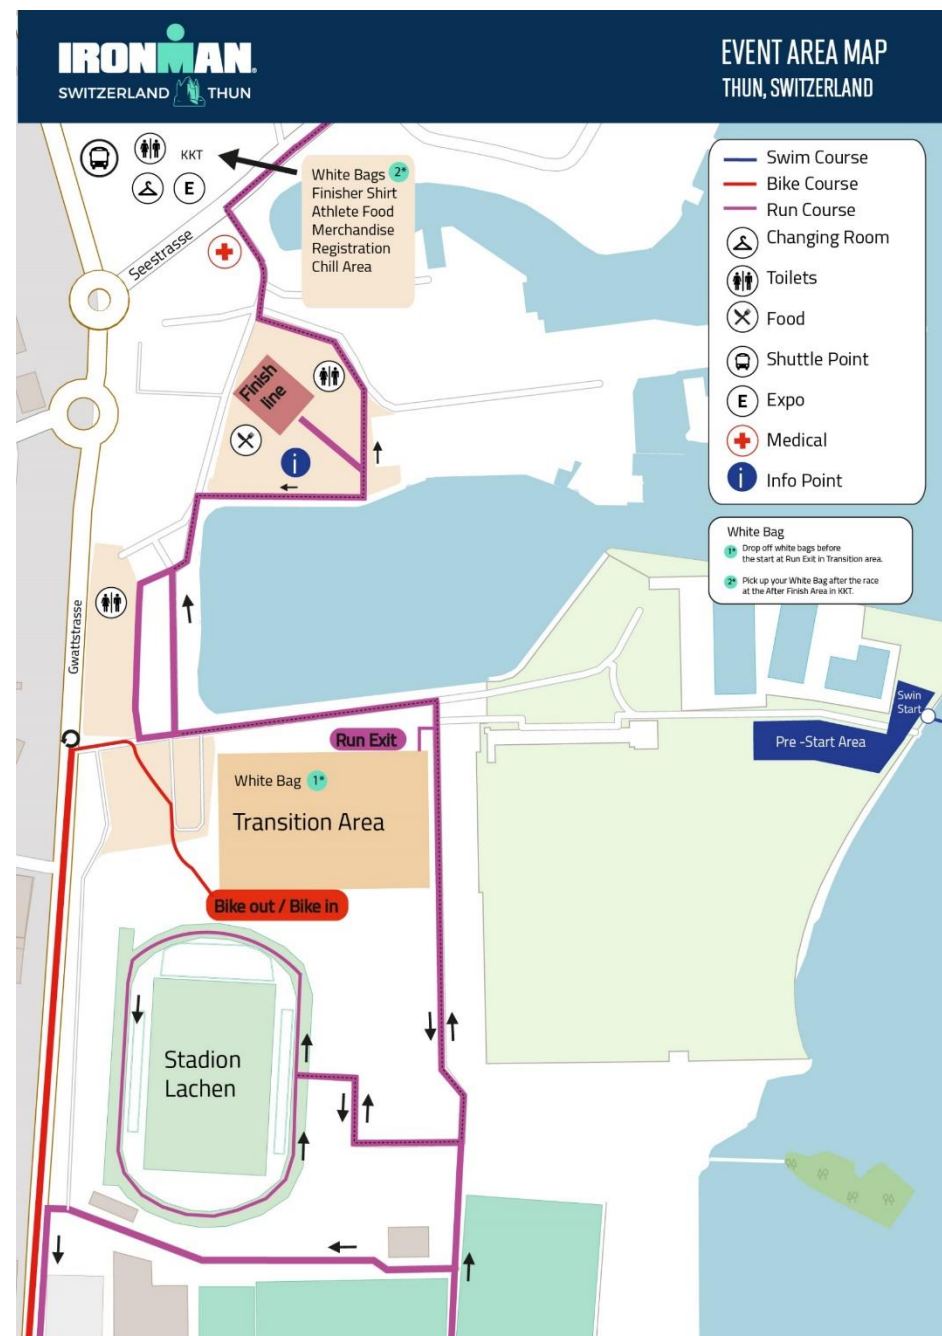 IRONMAN
SWITZERLAND THUN
EVENT AREA MAP
THUN, SWITZERLAND
KKT
E
White Bags 2*
Finisher Shirt
Athlete Food
Merchandise
Registration
Chill Area
Seestrasse
Swim Course
Bike Course
Run Course
Changing Room
Toilets
Food
Shuttle Point
E Expo
Medical
i Info Point
Finish
line
i
White Bag
1* Drop off white bags before
the start at Run Exit in Transition area.
2* Pick up your White Bag after the race
at the After Finish Area in KKT.
Gwattstrasse
Swin
Start
Pre -Start Area
Run Exit
White Bag 1*
Transition Area
Bike out / Bike in
Stadion
Lachen